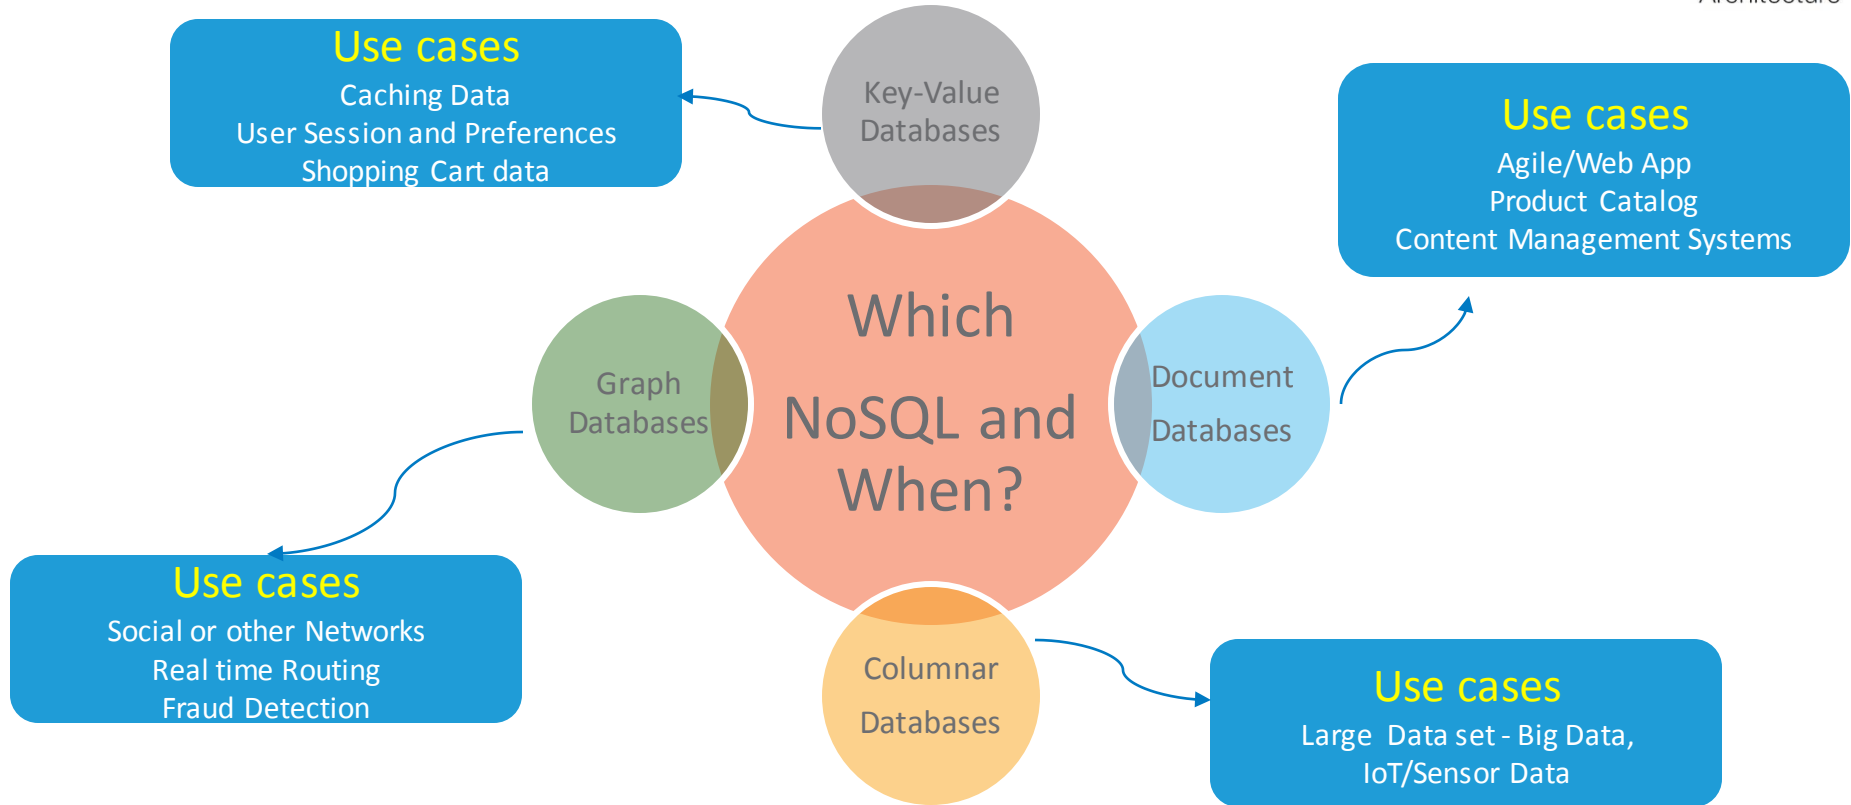 Architecture
Use cases
Caching Data
User Session and Preferences
Shopping Cart data
Key-Value
Databases
Use cases
Agile/Web App
Product Catalog
Content Management Systems
Which
NoSQL and
When?
Graph
Databases
Document
Databases
Use cases
Social or other Networks
Real time Routing
Fraud Detection
Columnar
Databases
Use cases
Large Data set - Big Data,
IoT/Sensor Data